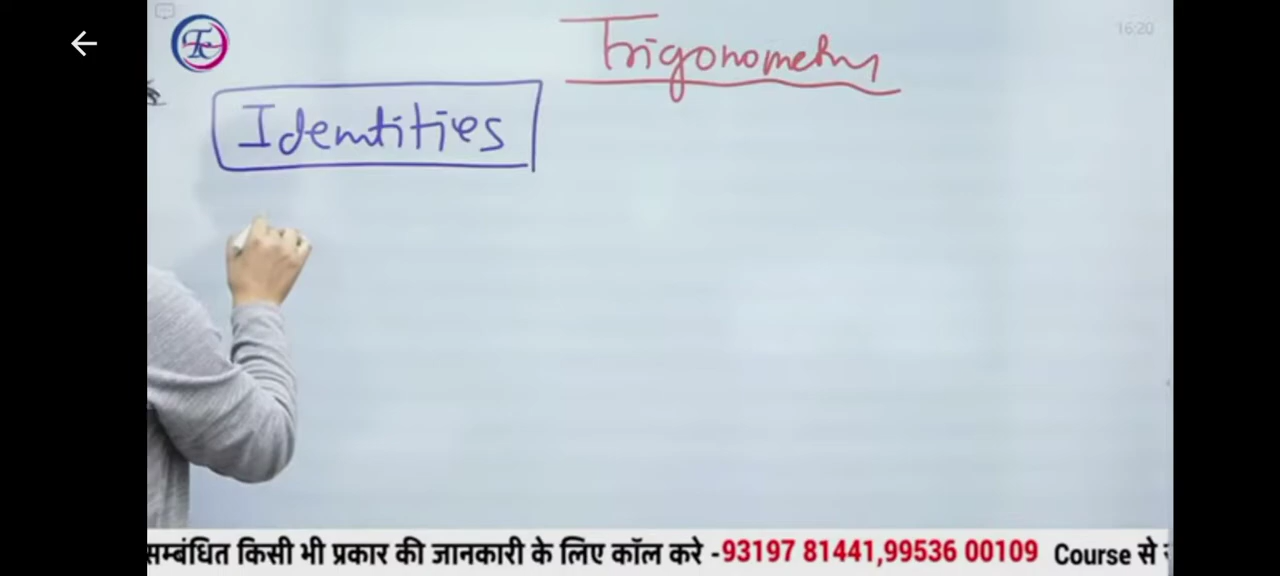 Trigonometry
16:20
Identities
सम्बंधित किसी भी प्रकार की जानकारी के लिए कॉल करे -93197 81441,99536 00109 Course से